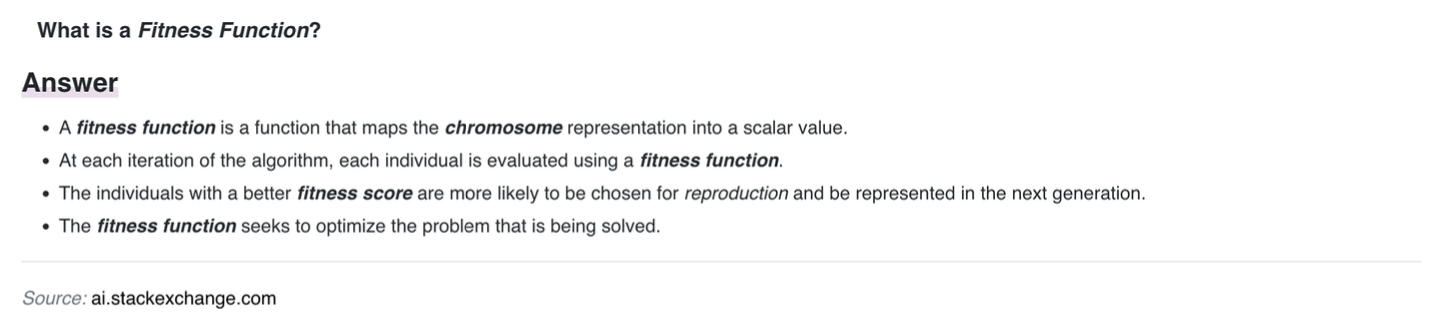 What is a Fitness Function?
Answer
• A fitness function is a function that maps the chromosome representation into a scalar value.
• At each iteration of the algorithm, each individual is evaluated using a fitness function.
• The individuals with a better fitness score are more likely to be chosen for reproduction and be represented in the next generation.
• The fitness function seeks to optimize the problem that is being solved.
Source: ai.stackexchange.com